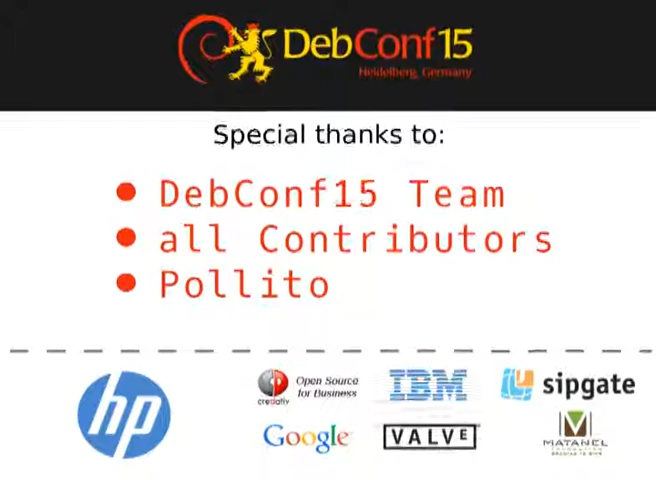 DebConf15
Heidelberg, Germany
Special thanks to:
DebConf15 Team
all Contributors
Pollito
hp
creativ
Open Source
for Business
IBM
sipgate
Google
VALVE
MATANEL